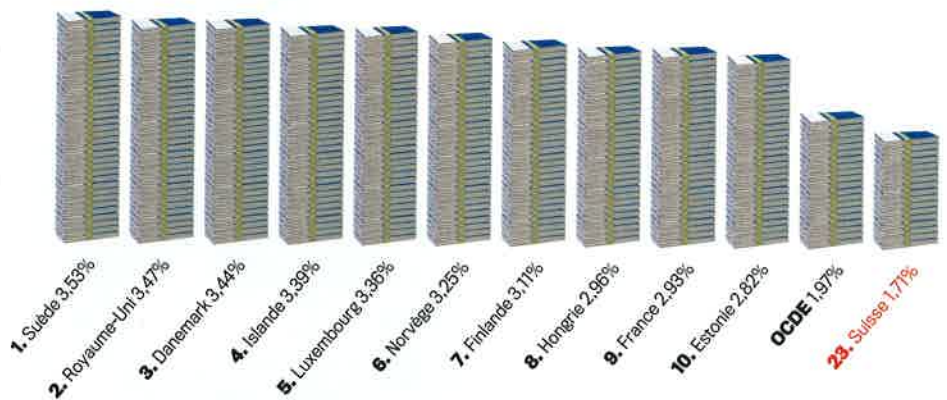 1. Suède 3.53%
2. Royaume-Uni 3.47%
3. Danemark 3.44%
4. Islande 3.39%
5. Luxembourg 3.36%
6. Norvège 3.25%
7. Finlande 3.11%
8. Hongrie 2.96%
9. France 2.93%
10. Estonie 2.82%
OCDE 1.97%
23. Suisse 1.71%